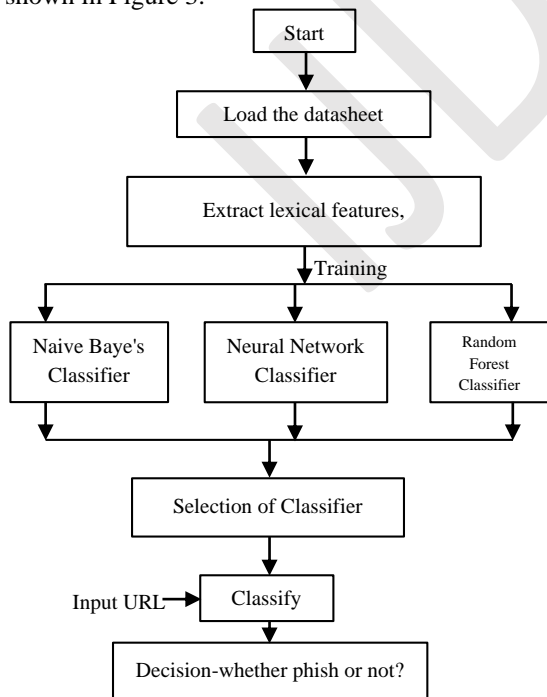 shown in Figure 3.
Start
Load the datasheet
Extract lexical features,
Training
Naive Baye's
Classifier
Neural Network
Classifier
Random
Forest
Classifier
Selection of Classifier
Input URL
Classify
Decision-whether phish or not?